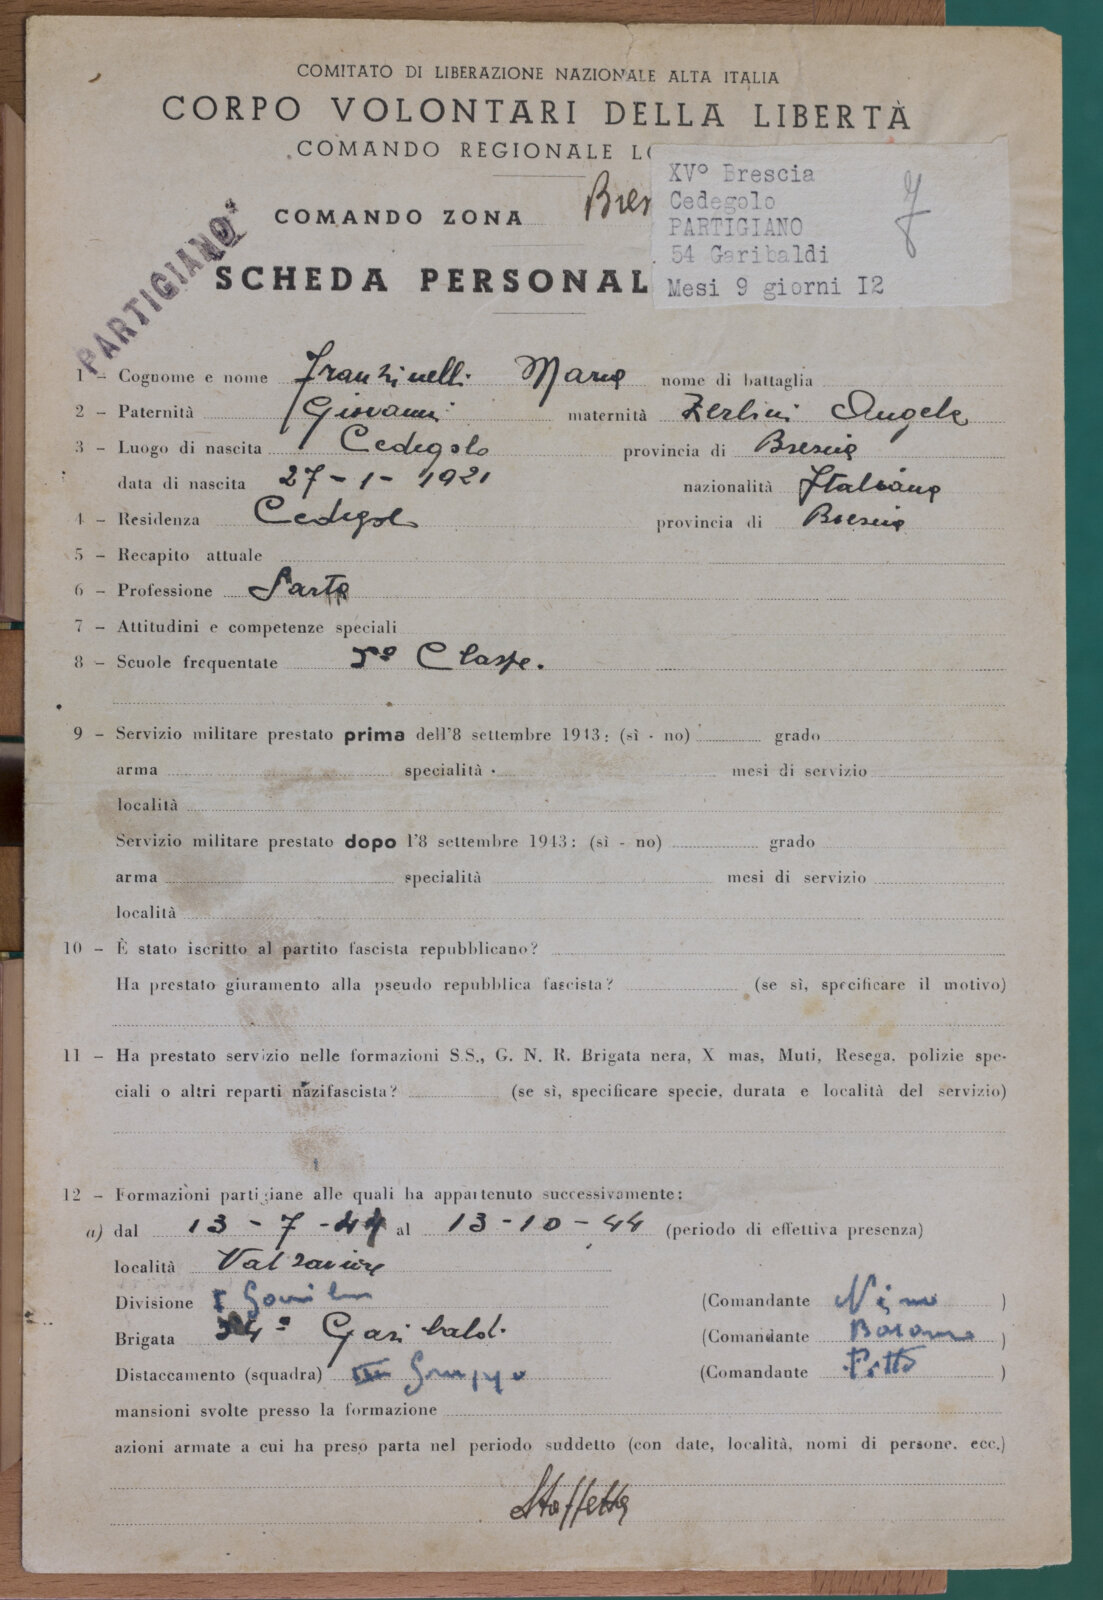 COMITATO DI LIBERAZIONE NAZIONALE ALTA ITALIA
CORPO VOLONTARI DELLA LIBERTÀ
COMANDO REGIONALE LO
COMANDO ZONA Bres
XV° Brescia
Cedegolo
PARTIGIANO
54 Garibaldi
Mesi 9 giorni I2
PARTIGIANO
SCHEDA PERSONAL
1 - Cognome e nome Franzinelli Maria nome di battaglia
2 - Paternità Giovanni maternità Zerlini Angela
3 - Luogo di nascita Cedegolo provincia di Brescia
data di nascita 27-1-1921 nazionalità Italiana
4 - Residenza Cedegolo provincia di Brescia
5 - Recapito attuale
6 - Professione Sarta
7 - Attitudini e competenze speciali
8 - Scuole frequentate 5ª Classe.
9 - Servizio militare prestato prima dell'8 settembre 1943: (sì - no) grado
arma specialità mesi di servizio
località
Servizio militare prestato dopo l'8 settembre 1943: (sì - no) grado
arma specialità mesi di servizio
località
10 - È stato iscritto al partito fascista repubblicano?
Ha prestato giuramento alla pseudo repubblica fascista? (se sì, specificare il motivo)
11 - Ha prestato servizio nelle formazioni S.S., G. N. R. Brigata nera, X mas, Muti, Resega, polizie spe-
ciali o altri reparti nazifascista? (se sì, specificare specie, durata e località del servizio)
12 - Formazioni partigiane alle quali ha appartenuto successivamente:
a) dal 13-7-44 al 13-10-44 (periodo di effettiva presenza)
località Valsaviore
Divisione (Comandante Nino )
Brigata 54ª Garibaldi (Comandante )
Distaccamento (squadra) III Gruppo (Comandante )
mansioni svolte presso la formazione
azioni armate a cui ha preso parte nel periodo suddetto (con date, località, nomi di persone, ecc.)
Staffetta